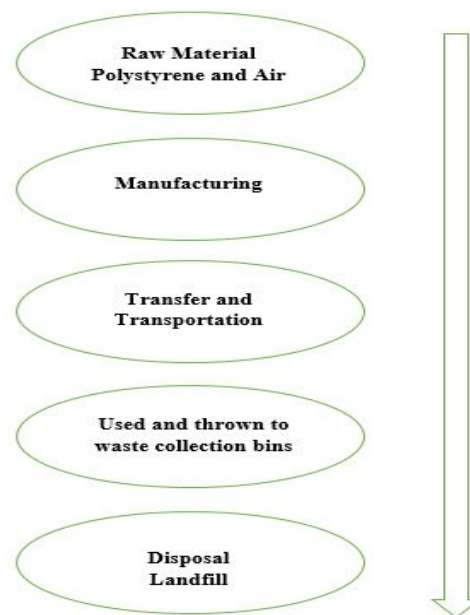 Raw Material
Polystyrene and Air
Manufacturing
Transfer and
Transportation
Used and thrown to
waste collection bins
Disposal
Landfill